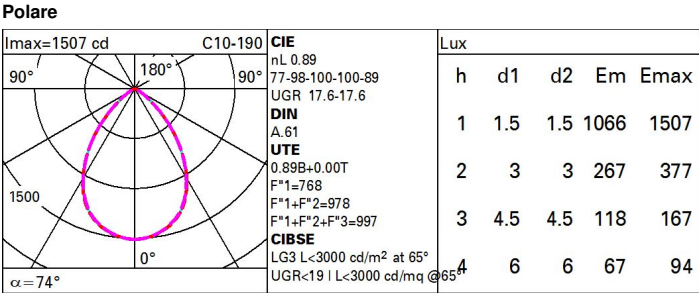 Polare
Imax=1507 cd C10-190
90° 180° 90°
1500
0°
α=74°
CIE
nL 0.89
77-98-100-100-89
UGR 17.6-17.6
DIN
A.61
UTE
0.89B+0.00T
F"1=768
F"1+F"2=978
F"1+F"2+F"3=997
CIBSE
LG3 L<3000 cd/m² at 65°
UGR<19 | L<3000 cd/mq @65°
Lux
h d1 d2 Em Emax
1 1.5 1.5 1066 1507
2 3 3 267 377
3 4.5 4.5 118 167
4 6 6 67 94